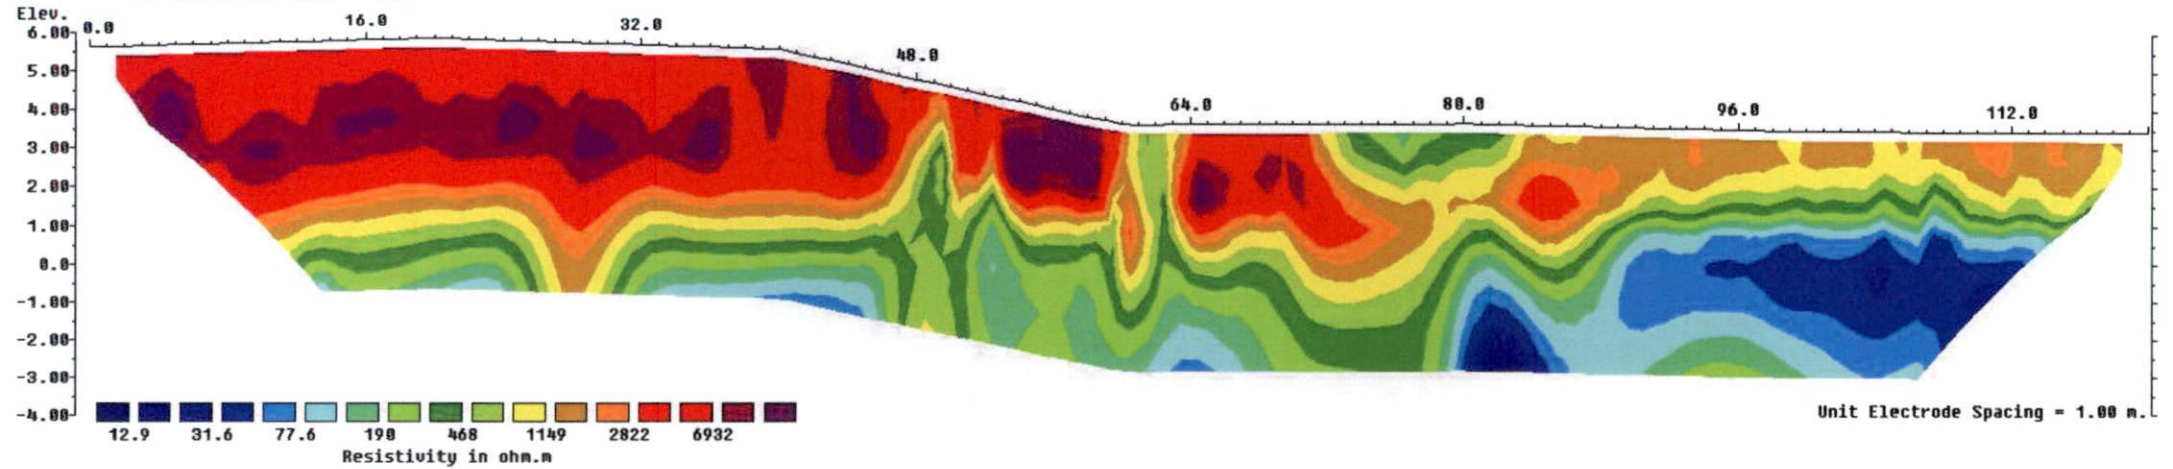 Elev.
0.0 16.0 32.0 48.0 64.0 80.0 96.0 112.0
6.00
5.00
4.00
3.00
2.00
1.00
0.0
-1.00
-2.00
-3.00
-4.00
12.9 31.6 77.6 190 468 1149 2822 6932
Resistivity in ohm.m
Unit Electrode Spacing = 1.00 m.